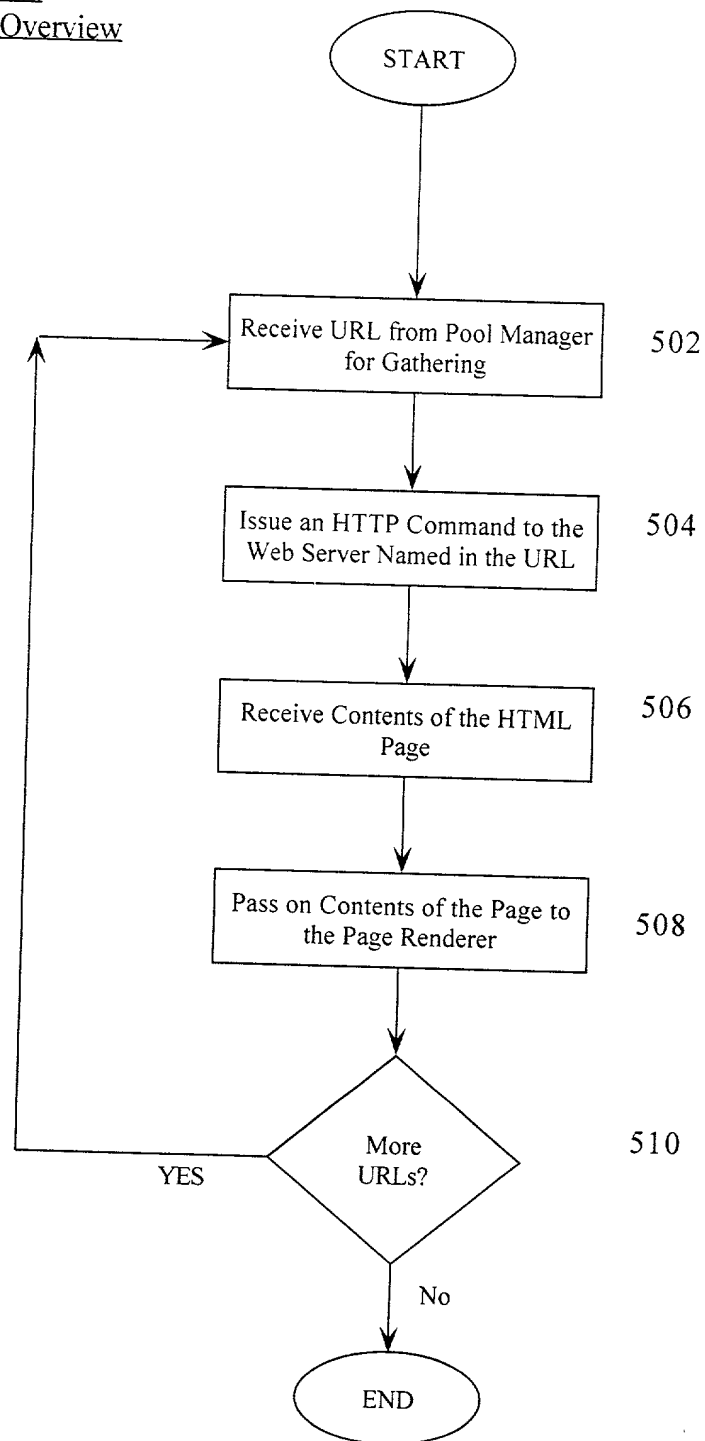 Overview
START
Receive URL from Pool Manager
for Gathering
502
Issue an HTTP Command to the
Web Server Named in the URL
504
Receive Contents of the HTML
Page
506
Pass on Contents of the Page to
the Page Renderer
508
More
URLs?
510
YES
No
END